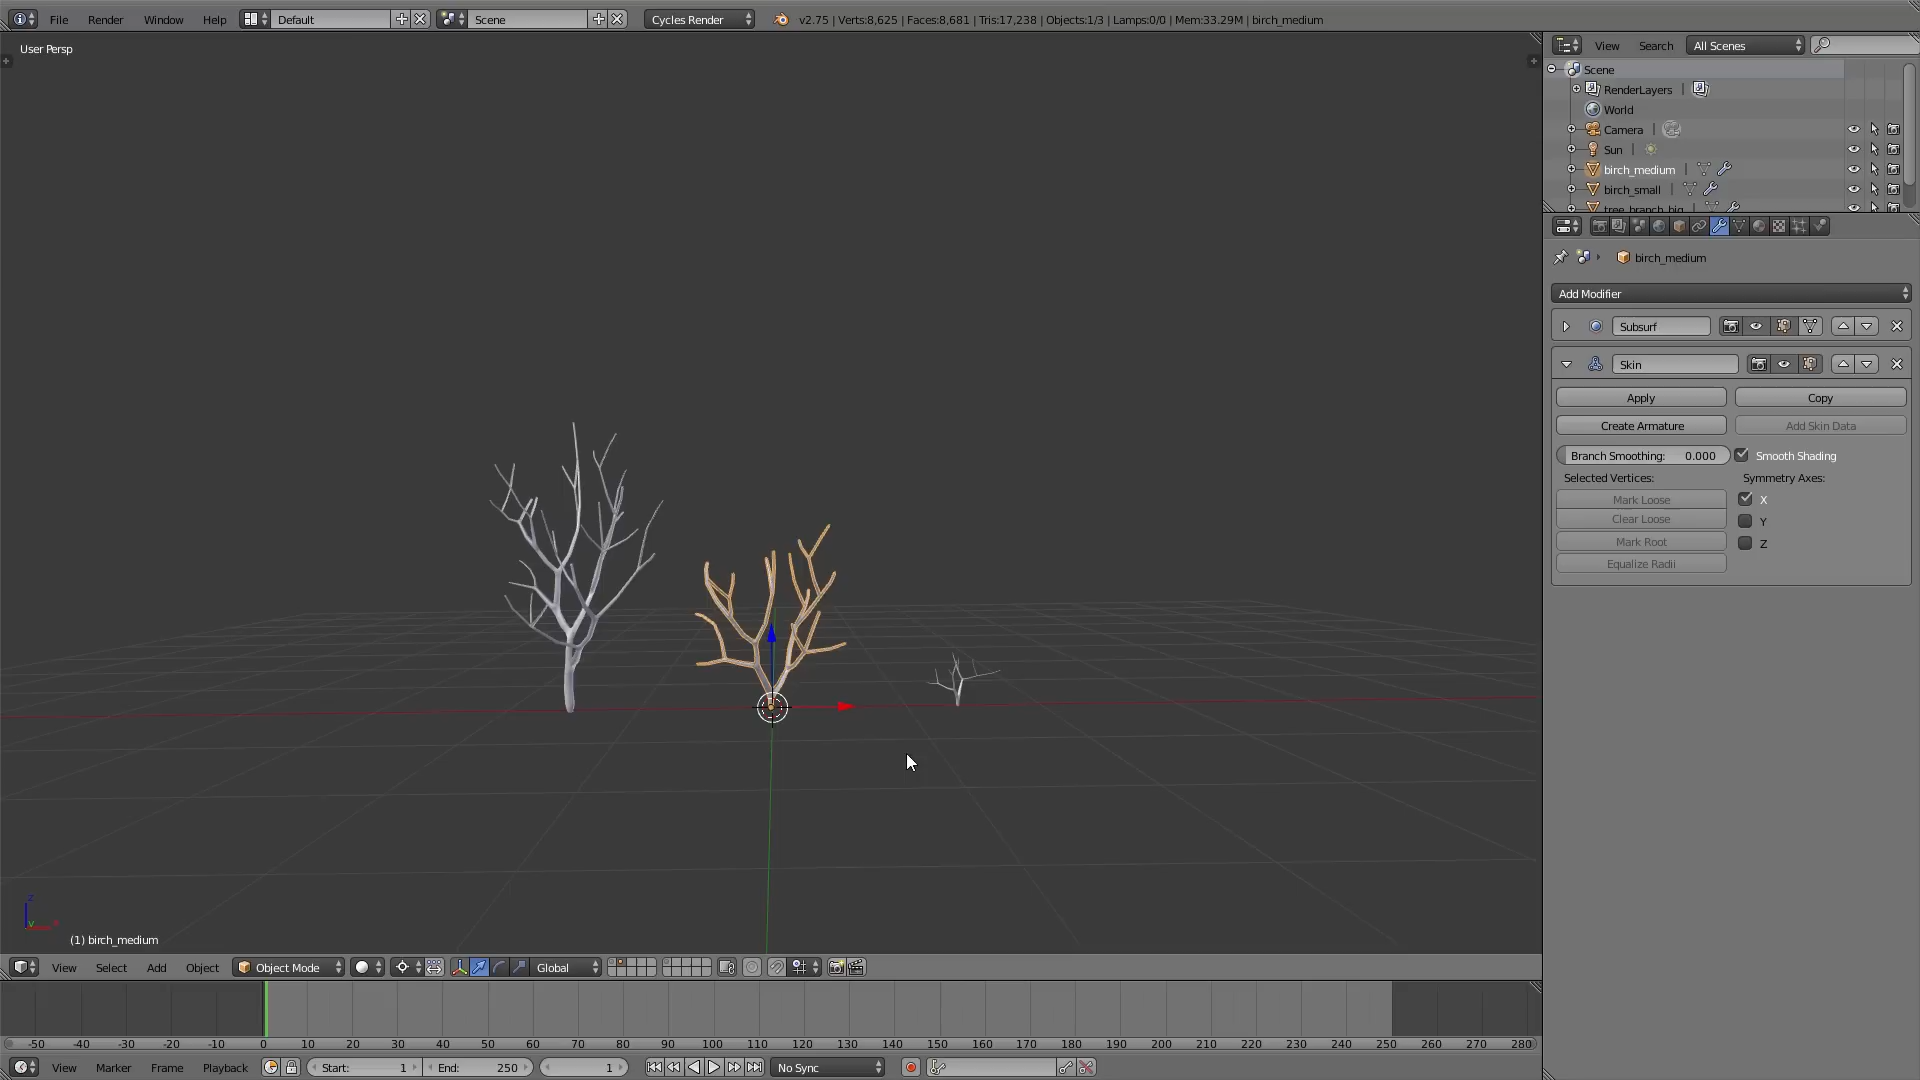 File Render Window Help Default Scene Cycles Render v2.75 | Verts:8,625 | Faces:8,681 | Tris:17,238 | Objects:1/3 | Lamps:0/0 | Mem:33.29M | birch_medium
User Persp
View Search All Scenes
Scene
RenderLayers
World
Camera
Sun
birch_medium
birch_small
tree_branch_big
birch_medium
Add Modifier
Subsurf
Skin
Apply Copy
Create Armature Add Skin Data
Branch Smoothing: 0.000 Smooth Shading
Selected Vertices: Symmetry Axes:
Mark Loose X
Clear Loose Y
Mark Root Z
Equalize Radii
z
y x
(1) birch_medium
View Select Add Object Object Mode Global
-50 -40 -30 -20 -10 0 10 20 30 40 50 60 70 80 90 100 110 120 130 140 150 160 170 180 190 200 210 220 230 240 250 260 270 280
View Marker Frame Playback Start: 1 End: 250 1 No Sync